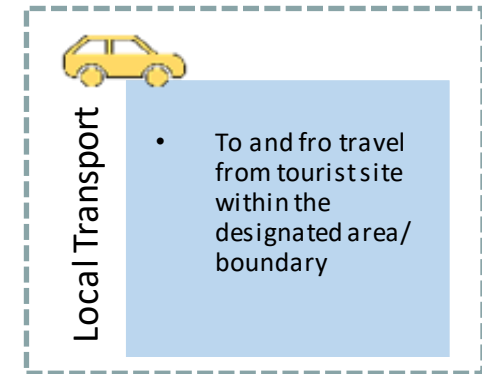 Local Transport
• To and fro travel
from tourist site
within the
designated area/
boundary